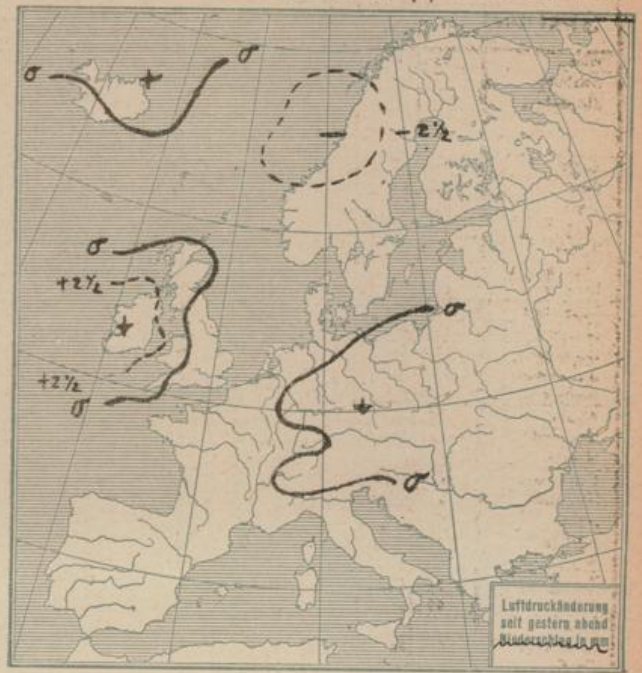 σ
σ
+
−
− 2½
σ
+2½
+
+2½
σ
σ
+
σ
Luftdruckänderung
seit gestern abend
Niederschlag in mm